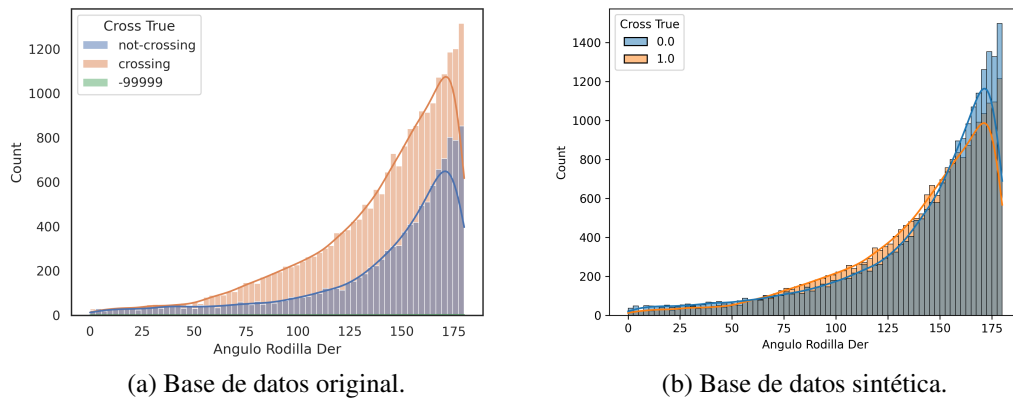 Cross True
not-crossing
crossing
-99999
Count
1200
1000
800
600
400
200
0
0 25 50 75 100 125 150 175
Angulo Rodilla Der
(a) Base de datos original.
Cross True
0.0
1.0
Count
1400
1200
1000
800
600
400
200
0
0 25 50 75 100 125 150 175
Angulo Rodilla Der
(b) Base de datos sintética.